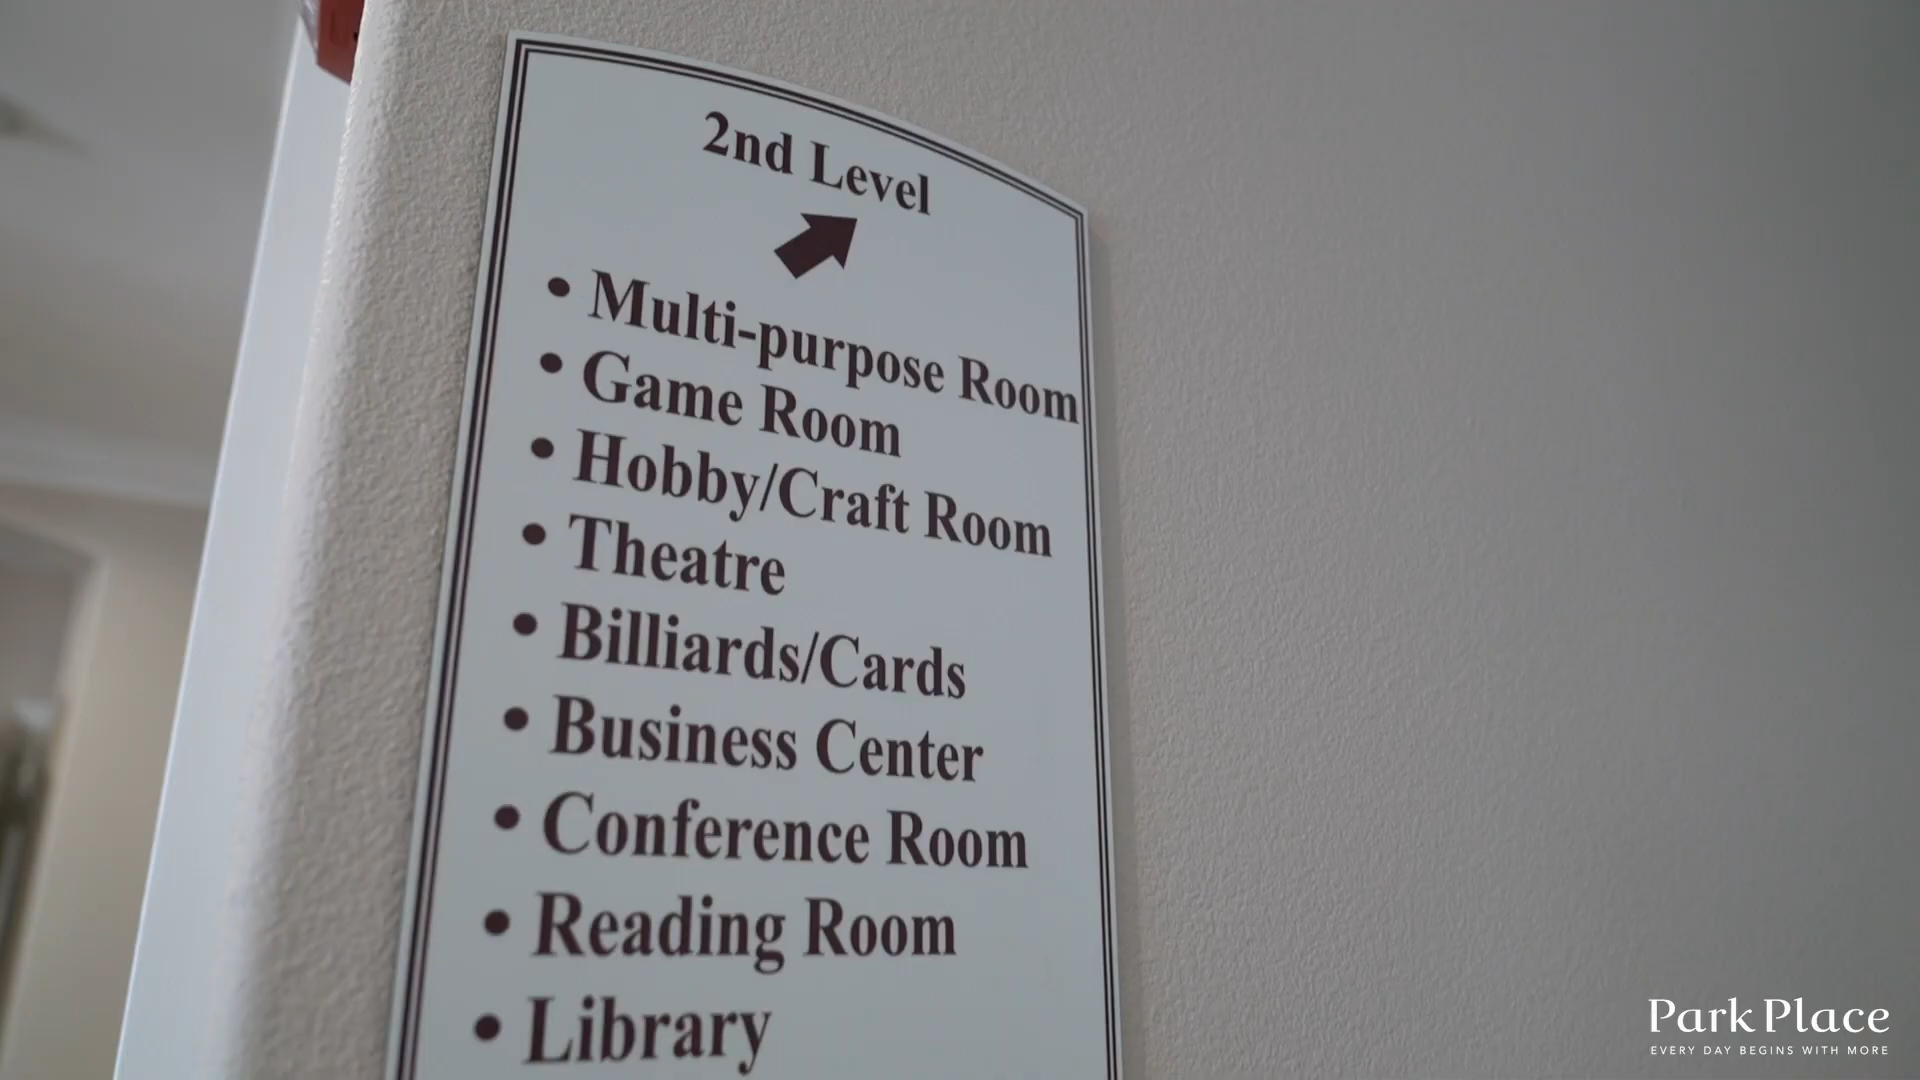 2nd Level
• Multi-purpose Room
• Game Room
• Hobby/Craft Room
• Theatre
• Billiards/Cards
• Business Center
• Conference Room
• Reading Room
• Library
Park Place
EVERY DAY BEGINS WITH MORE